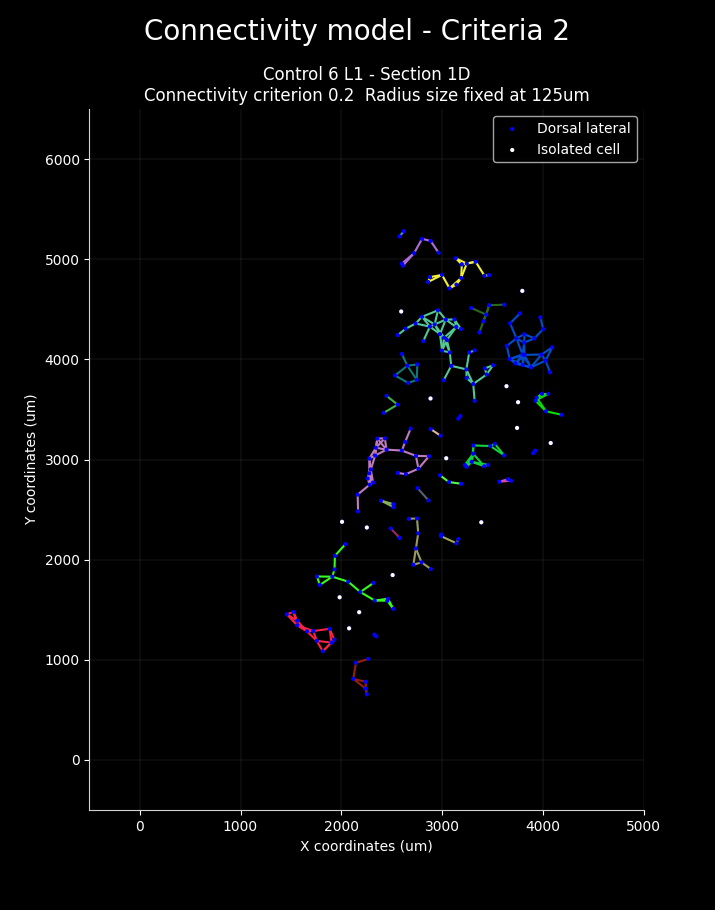 Connectivity model - Criteria 2
Control 6 L1 - Section 1D
Connectivity criterion 0.2  Radius size fixed at 125um
Dorsal lateral
Isolated cell
6000
5000
4000
3000
2000
1000
0
Y coordinates (um)
0 1000 2000 3000 4000 5000
X coordinates (um)